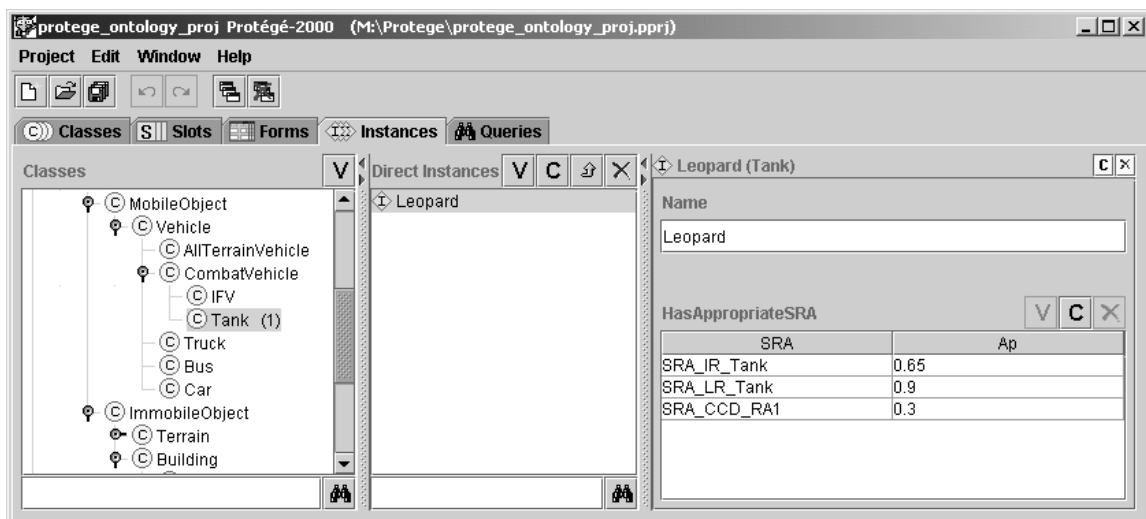 protege_ontology_proj Protégé-2000 (M:\Protege\protege_ontology_proj.pprj)
Project Edit Window Help
C Classes S Slots Forms I Instances Queries
Classes V
C MobileObject
C Vehicle
C AllTerrainVehicle
C CombatVehicle
C IFV
C Tank (1)
C Truck
C Bus
C Car
C ImmobileObject
C Terrain
C Building
Direct Instances V C
I Leopard
I Leopard (Tank) C x
Name
Leopard
HasAppropriateSRA V C
SRA Ap
SRA_IR_Tank 0.65
SRA_LR_Tank 0.9
SRA_CCD_RA1 0.3